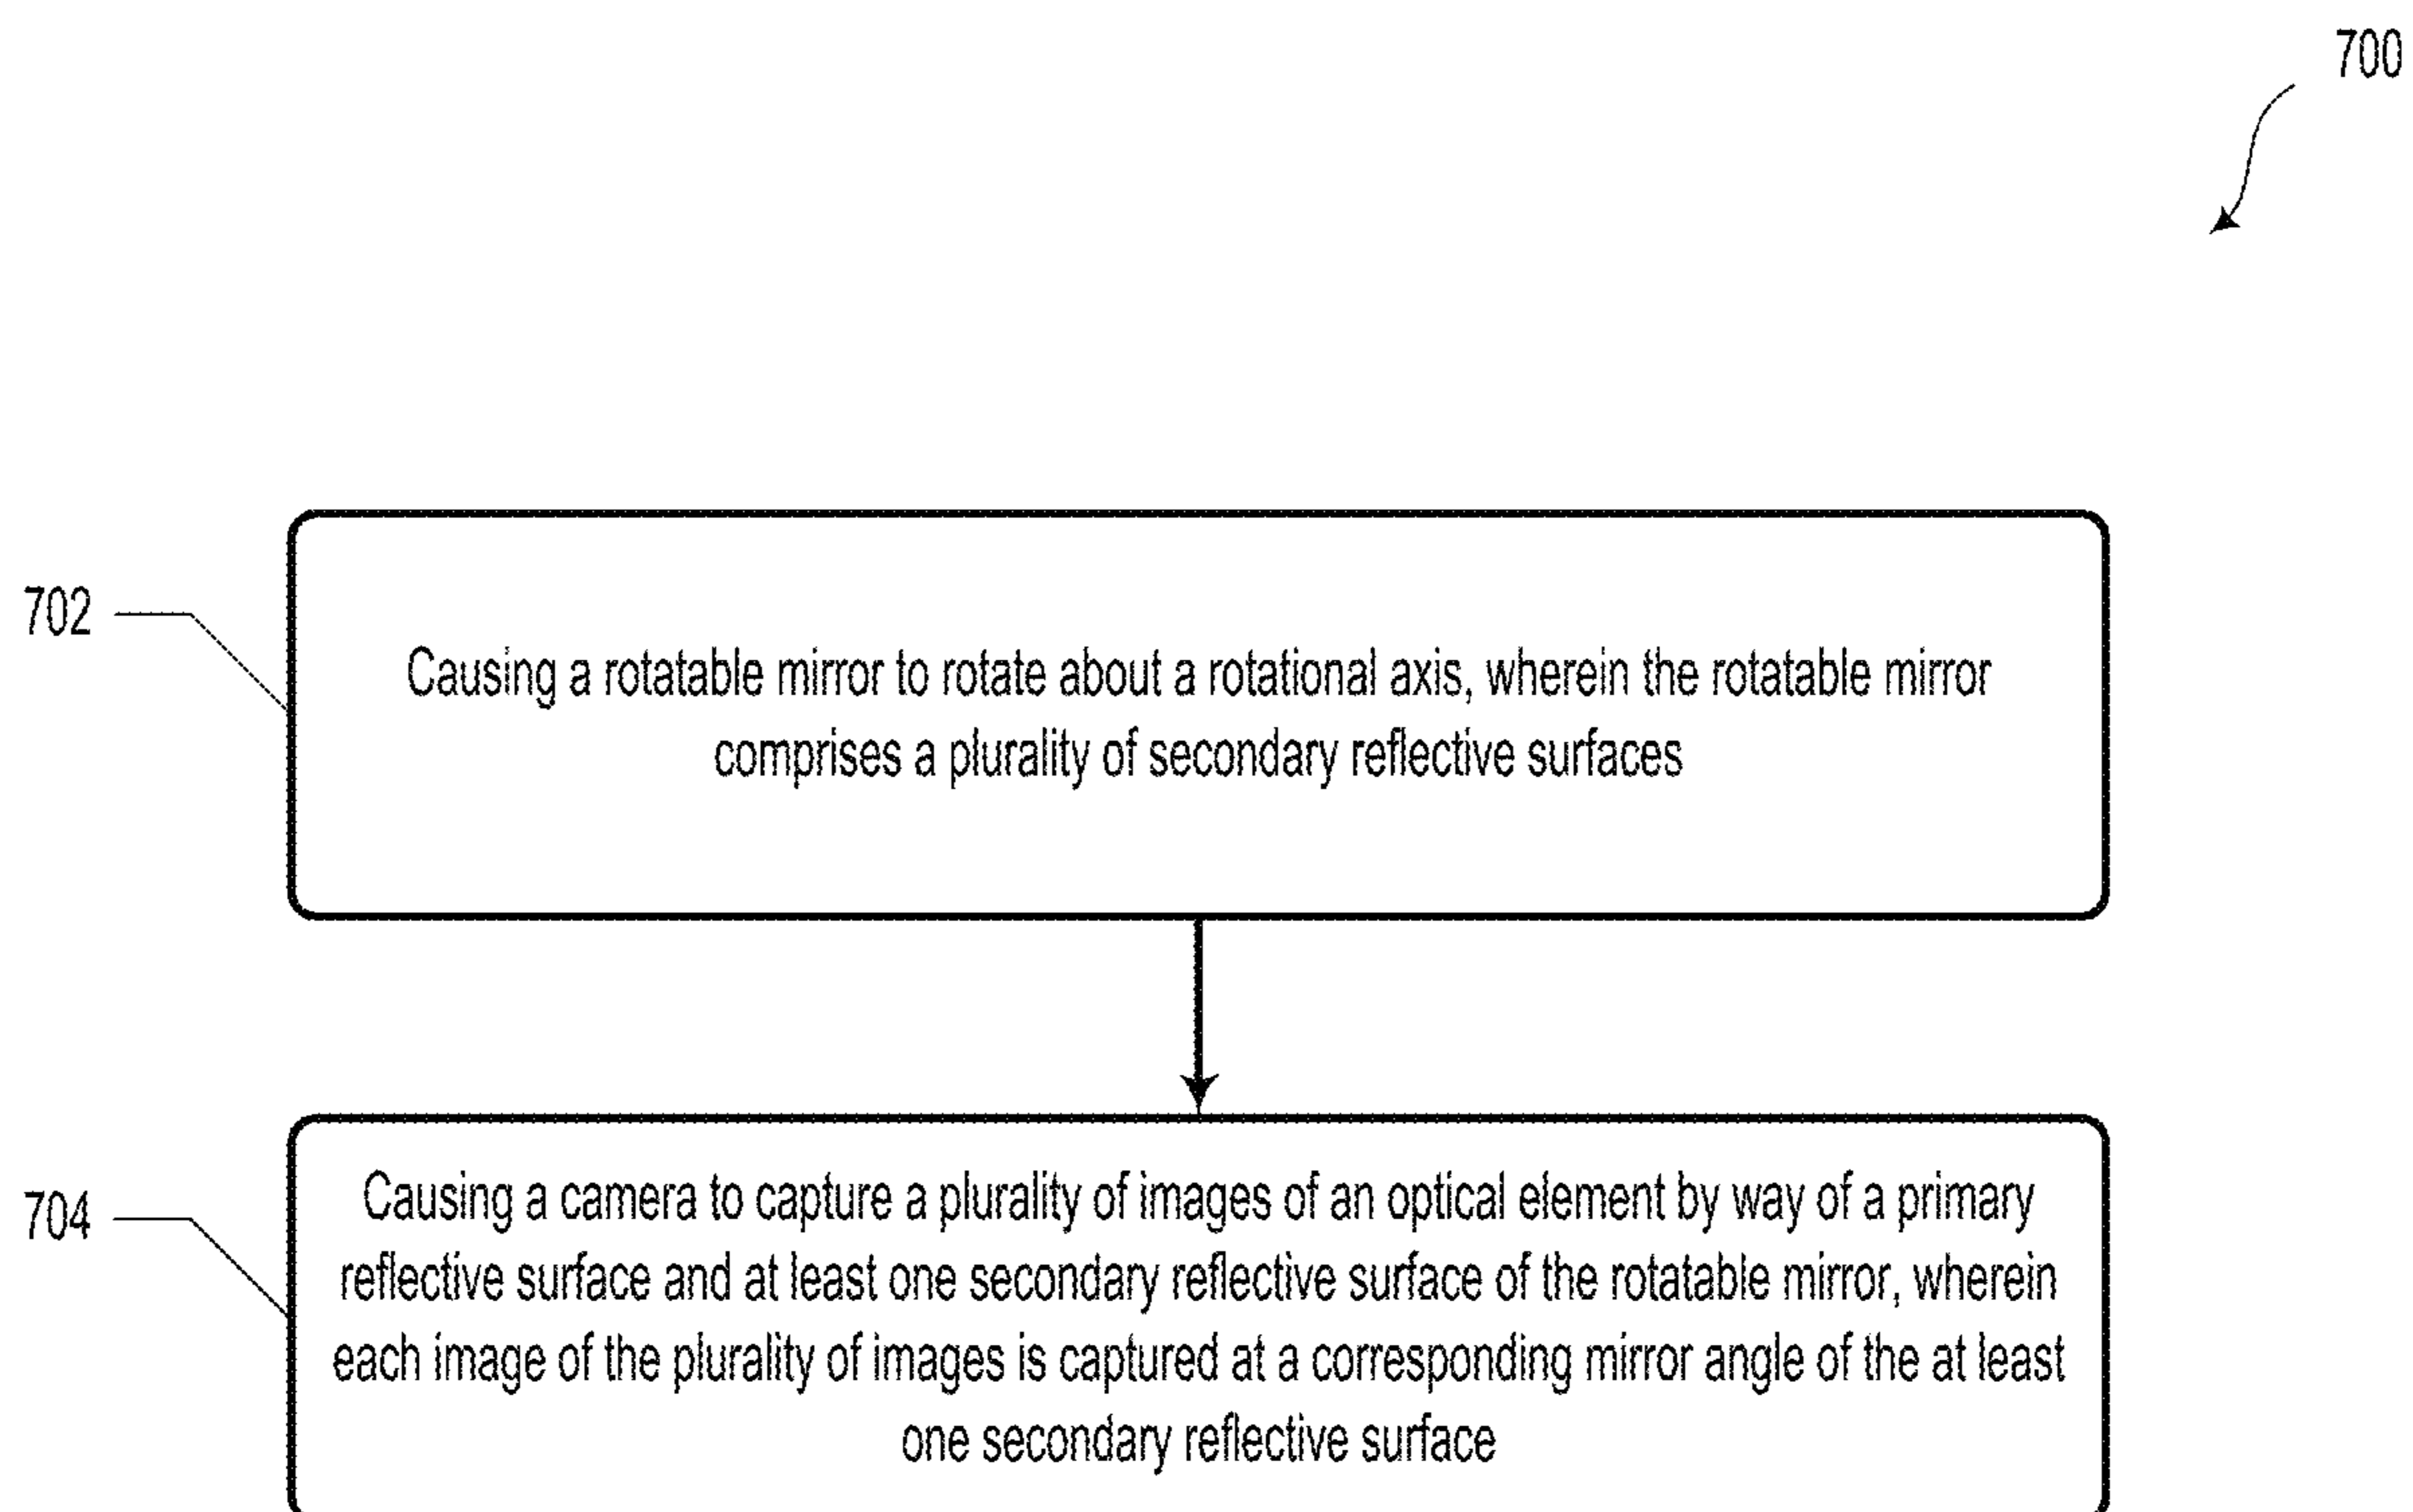 700
702
Causing a rotatable mirror to rotate about a rotational axis, wherein the rotatable mirror
comprises a plurality of secondary reflective surfaces
704
Causing a camera to capture a plurality of images of an optical element by way of a primary
reflective surface and at least one secondary reflective surface of the rotatable mirror, wherein
each image of the plurality of images is captured at a corresponding mirror angle of the at least
one secondary reflective surface